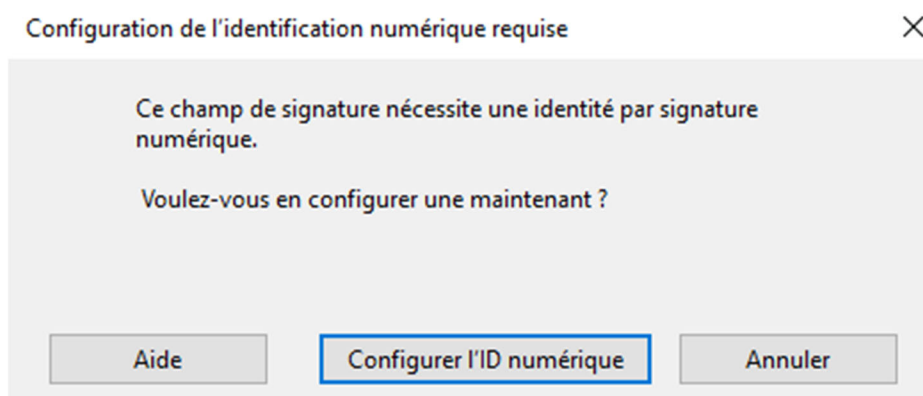 Configuration de l'identification numérique requise
Ce champ de signature nécessite une identité par signature
numérique.
Voulez-vous en configurer une maintenant ?
Aide
Configurer l'ID numérique
Annuler